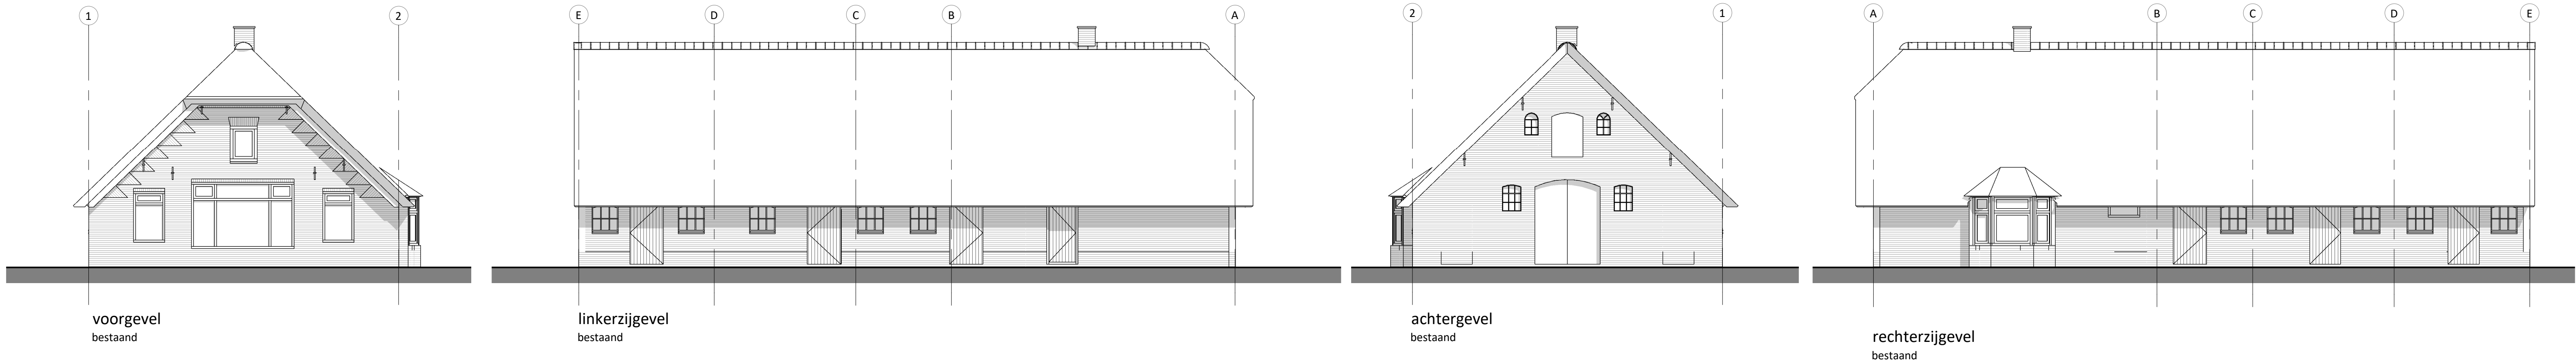 1
2
E
D
C
B
A
2
1
A
B
C
D
E
voorgevel
bestaand
linkerzijgevel
bestaand
achtergevel
bestaand
rechterzijgevel
bestaand